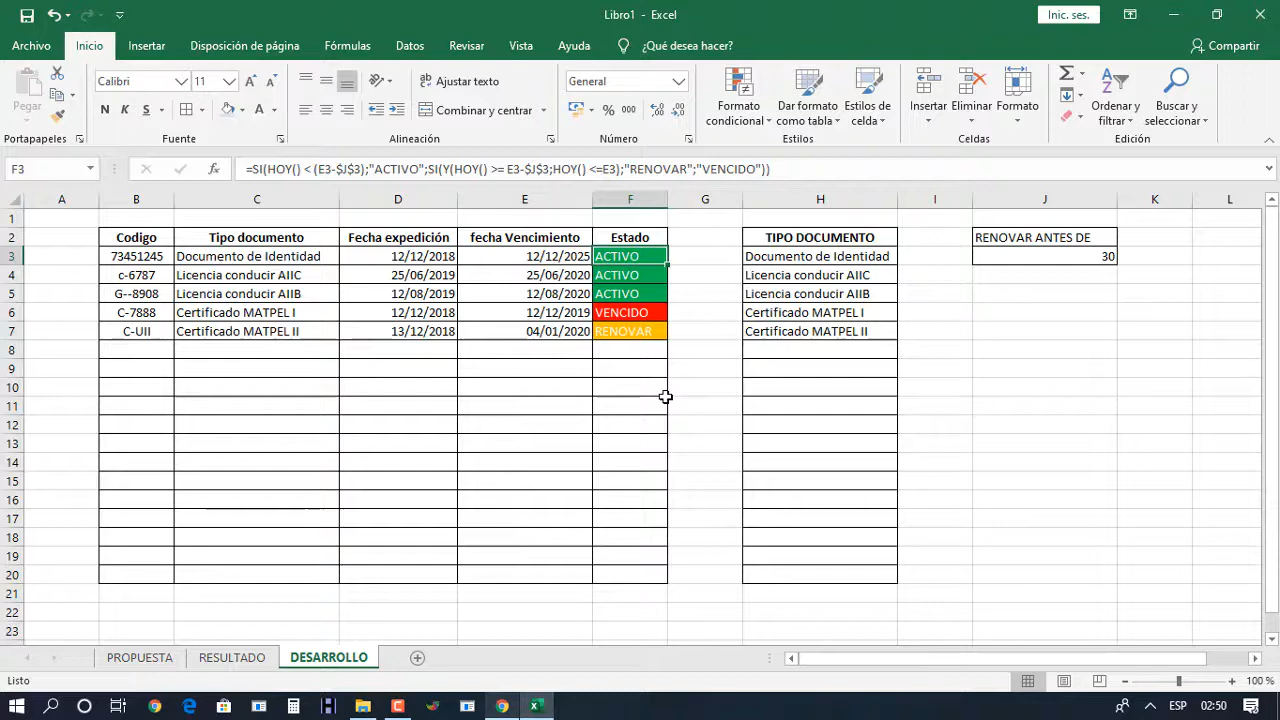 Libro1 - Excel
Inic. ses.
Archivo Inicio Insertar Disposición de página Fórmulas Datos Revisar Vista Ayuda ¿Qué desea hacer? Compartir
Pegar
Calibri 11
N K S
Ajustar texto
Combinar y centrar
General
% 000
Formato condicional
Dar formato como tabla
Estilos de celda
Insertar Eliminar Formato
Ordenar y filtrar
Buscar y seleccionar
Portapapeles Fuente Alineación Número Estilos Celdas Edición
F3 fx =SI(HOY() < (E3-$J$3);"ACTIVO";SI(Y(HOY() >= E3-$J$3;HOY() <=E3);"RENOVAR";"VENCIDO"))
A B C D E F G H I J K L
1
2 Codigo Tipo documento Fecha expedición fecha Vencimiento Estado TIPO DOCUMENTO RENOVAR ANTES DE
3 73451245 Documento de Identidad 12/12/2018 12/12/2025 ACTIVO Documento de Identidad 30
4 c-6787 Licencia conducir AIIC 25/06/2019 25/06/2020 ACTIVO Licencia conducir AIIC
5 G--8908 Licencia conducir AIIB 12/08/2019 12/08/2020 ACTIVO Licencia conducir AIIB
6 C-7888 Certificado MATPEL I 12/12/2018 12/12/2019 VENCIDO Certificado MATPEL I
7 C-UII Certificado MATPEL II 13/12/2018 04/01/2020 RENOVAR Certificado MATPEL II
8
9
10
11
12
13
14
15
16
17
18
19
20
21
22
23
PROPUESTA RESULTADO DESARROLLO
Listo 100 %
ESP 02:50